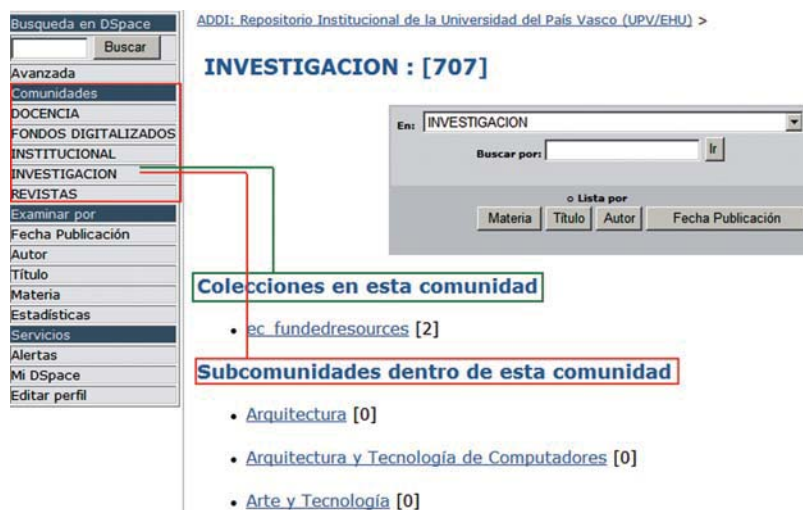 Busqueda en DSpace
Buscar
Avanzada
Comunidades
DOCENCIA
FONDOS DIGITALIZADOS
INSTITUCIONAL
INVESTIGACION
REVISTAS
Examinar por
Fecha Publicación
Autor
Título
Materia
Estadísticas
Servicios
Alertas
Mi DSpace
Editar perfil
ADDI: Repositorio Institucional de la Universidad del País Vasco (UPV/EHU) >
INVESTIGACION : [707]
En: INVESTIGACION
Buscar por: Ir
o Lista por
Materia Título Autor Fecha Publicación
Colecciones en esta comunidad
• ec_fundedresources [2]
Subcomunidades dentro de esta comunidad
• Arquitectura [0]
• Arquitectura y Tecnología de Computadores [0]
• Arte y Tecnología [0]